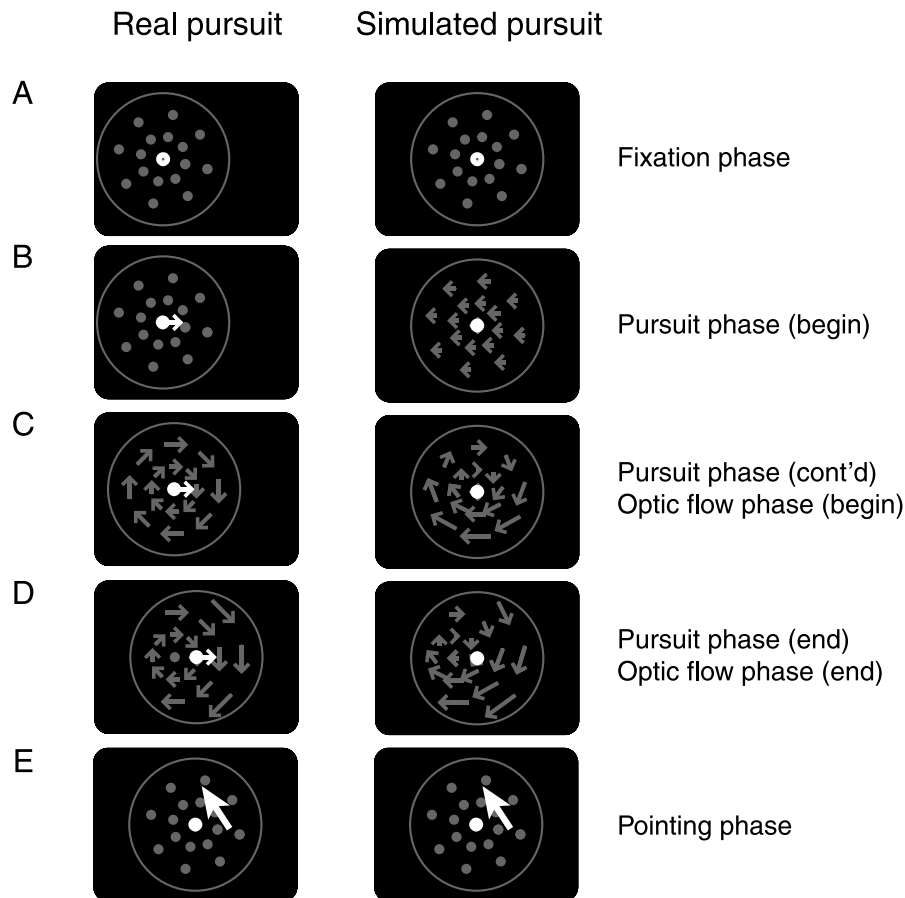 Real pursuit Simulated pursuit
A
Fixation phase
B
Pursuit phase (begin)
C
Pursuit phase (cont'd)
Optic flow phase (begin)
D
Pursuit phase (end)
Optic flow phase (end)
E
Pointing phase